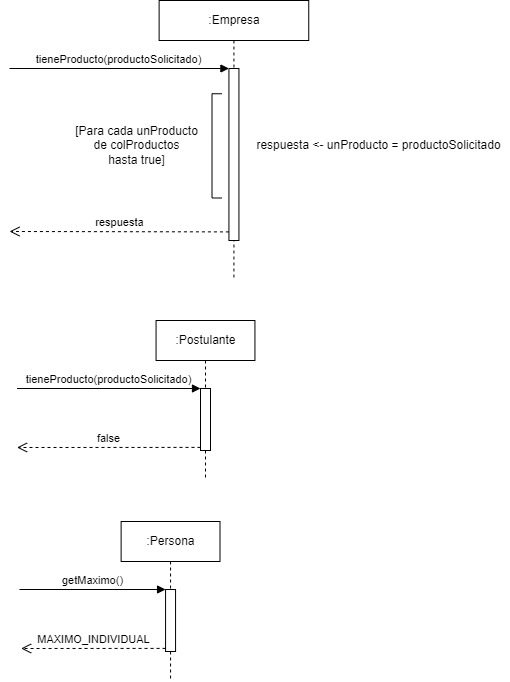 :Empresa
tieneProducto(productoSolicitado)
[Para cada unProducto
de colProductos
hasta true]
respuesta <- unProducto = productoSolicitado
respuesta
:Postulante
tieneProducto(productoSolicitado)
false
:Persona
getMaximo()
MAXIMO_INDIVIDUAL